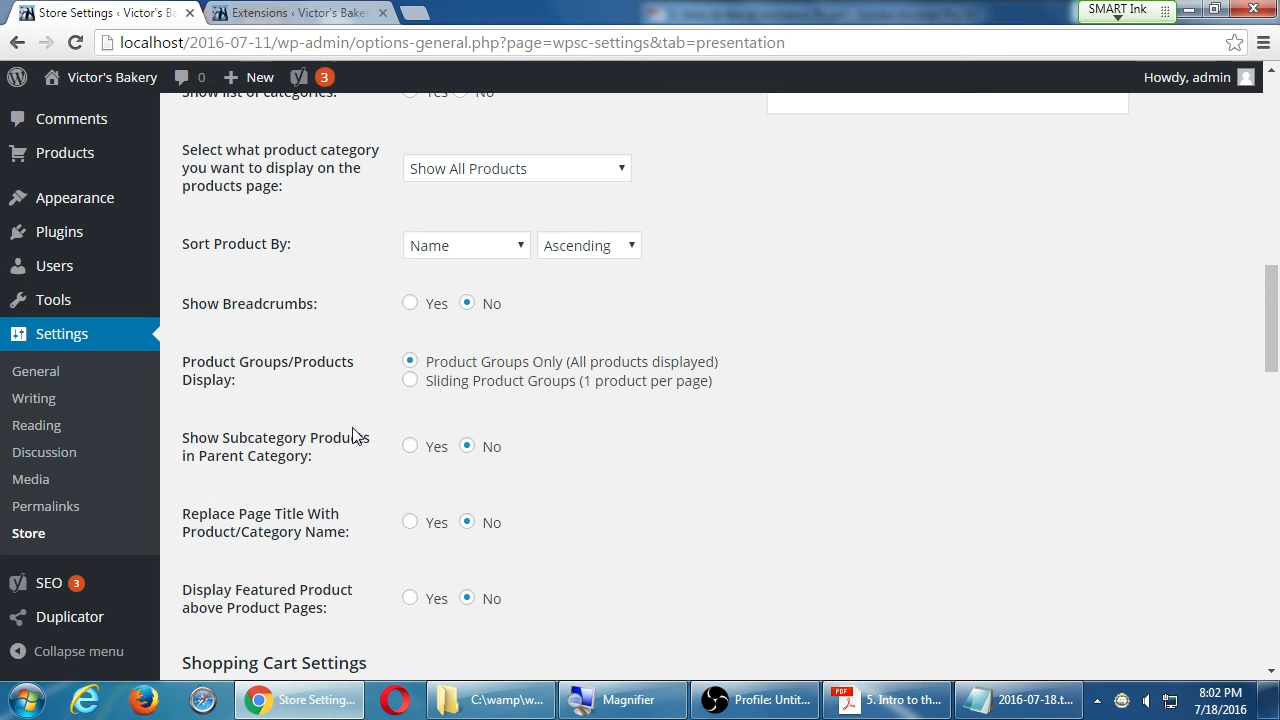 Store Settings ‹ Victor's B
Extensions ‹ Victor's Bake
SMART Ink
localhost/2016-07-11/wp-admin/options-general.php?page=wpsc-settings&tab=presentation
Victor's Bakery
0
New
3
Howdy, admin
Comments
Products
Appearance
Plugins
Users
Tools
Settings
General
Writing
Reading
Discussion
Media
Permalinks
Store
SEO 3
Duplicator
Collapse menu
Show list of categories:
Yes No
Select what product category
you want to display on the
products page:
Show All Products
Sort Product By:
Name
Ascending
Show Breadcrumbs:
Yes No
Product Groups/Products
Display:
Product Groups Only (All products displayed)
Sliding Product Groups (1 product per page)
Show Subcategory Products
in Parent Category:
Yes No
Replace Page Title With
Product/Category Name:
Yes No
Display Featured Product
above Product Pages:
Yes No
Shopping Cart Settings
Store Setting...
C:\wamp\w...
Magnifier
Profile: Untit...
PDF
5. Intro to th...
2016-07-18.t...
8:02 PM
7/18/2016